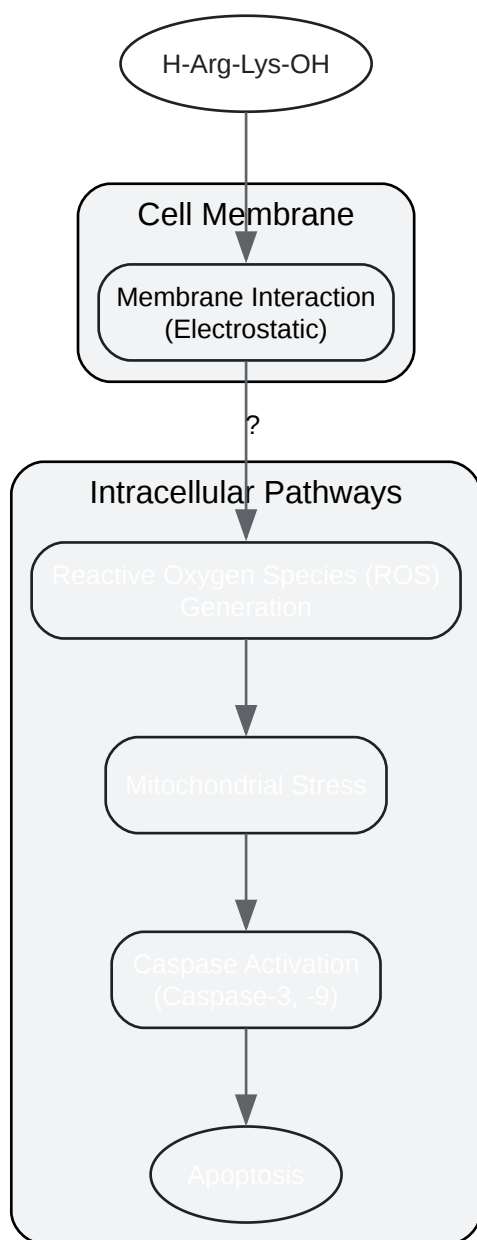 H-Arg-Lys-OH
Cell Membrane
Membrane Interaction
(Electrostatic)
?
Intracellular Pathways
Reactive Oxygen Species (ROS)
Generation
Mitochondrial Stress
Caspase Activation
(Caspase-3, -9)
Apoptosis